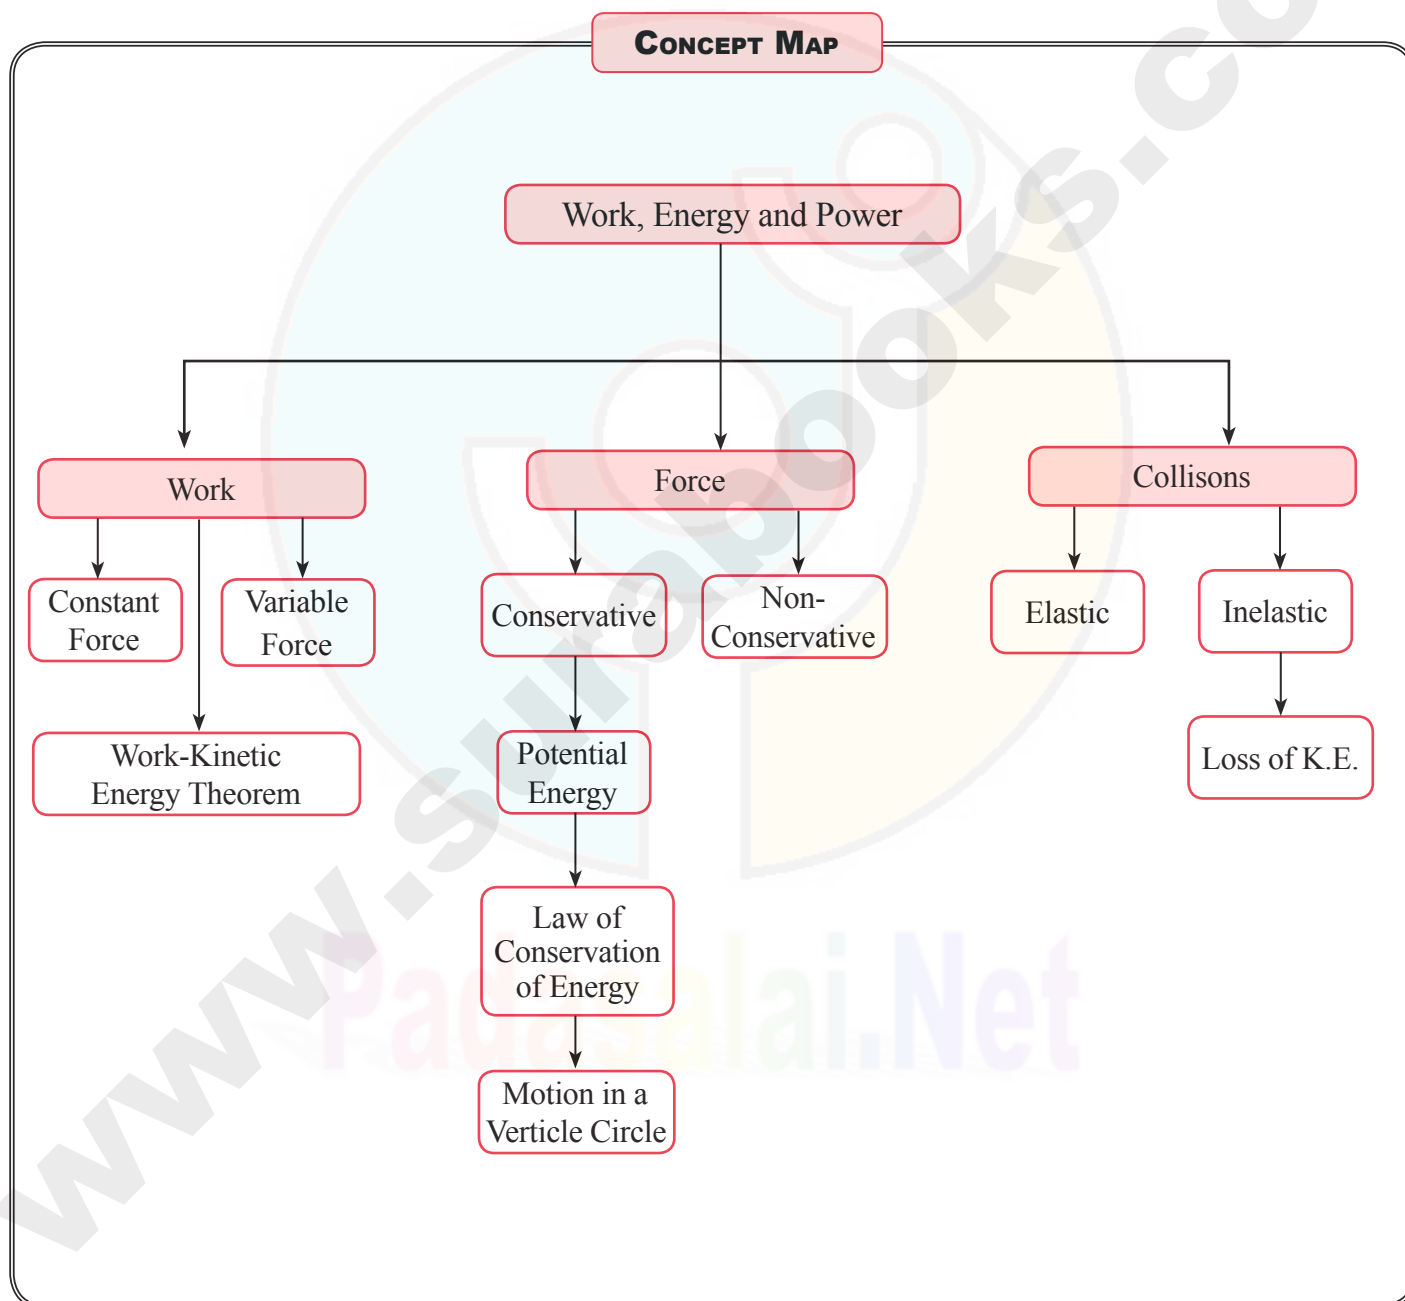 CONCEPT MAP
Work, Energy and Power
Work
Force
Collisons
Constant
Force
Variable
Force
Conservative
Non-
Conservative
Elastic
Inelastic
Work-Kinetic
Energy Theorem
Potential
Energy
Loss of K.E.
Law of
Conservation
of Energy
Motion in a
Verticle Circle
www.surabooks.co
Padasalai.Net